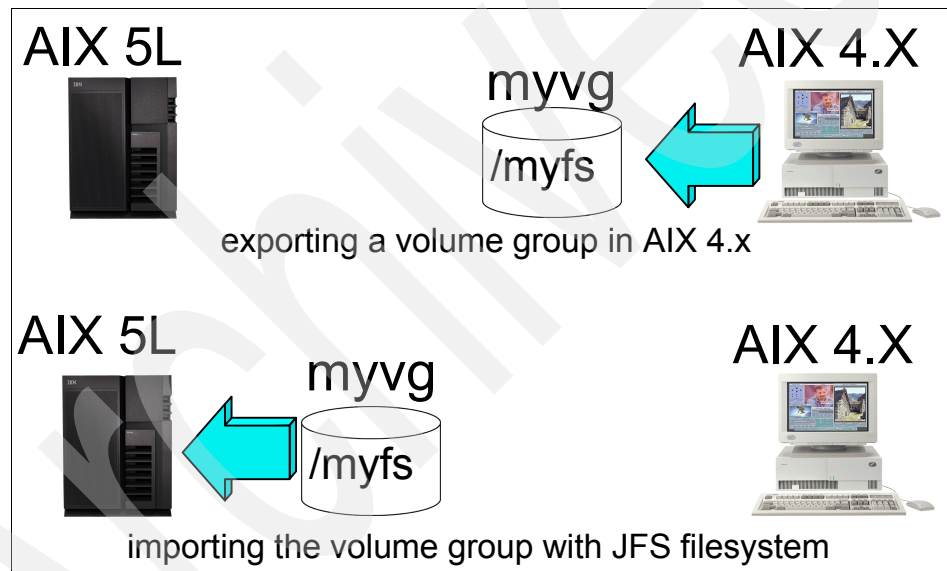 AIX 5L
AIX 4.X
myvg
/myfs
exporting a volume group in AIX 4.x
AIX 5L
AIX 4.X
myvg
/myfs
importing the volume group with JFS filesystem